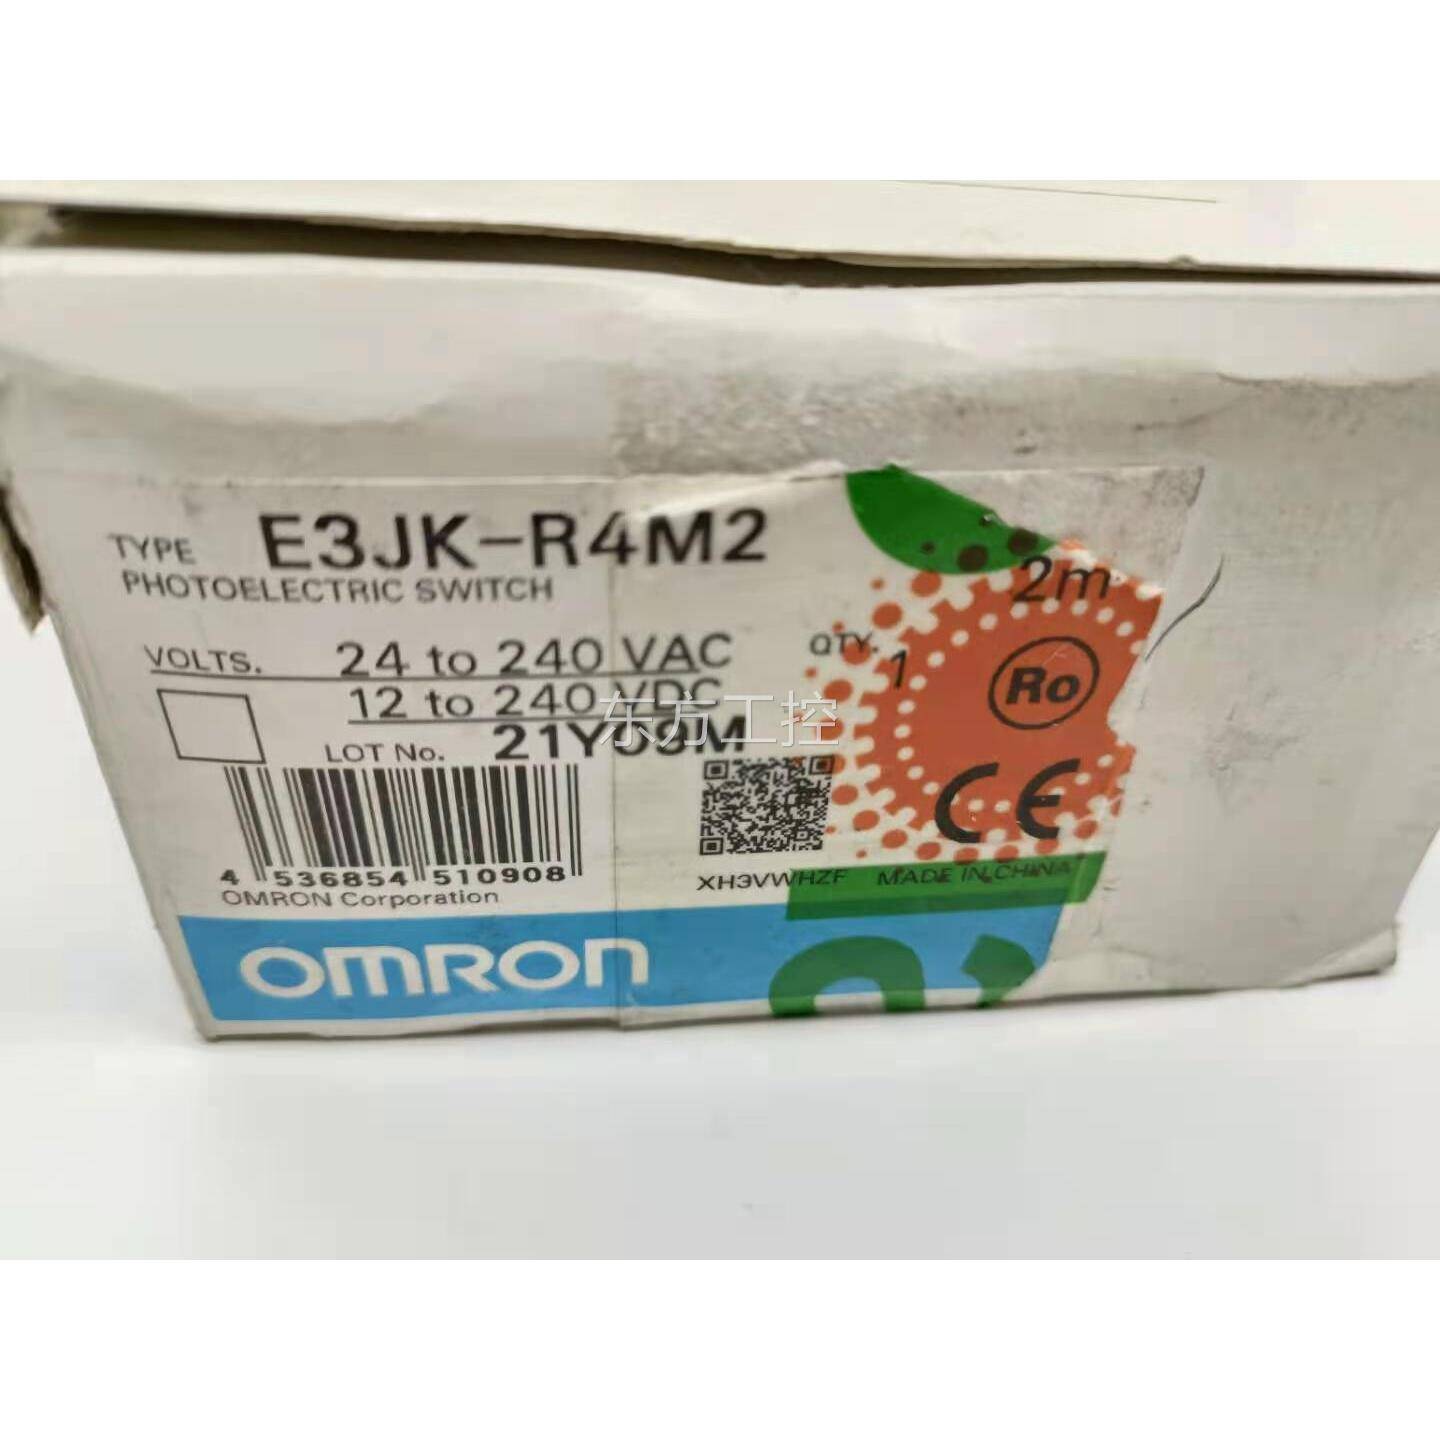 TYPE E3JK-R4M2
PHOTOELECTRIC SWITCH
2m
VOLTS. 24 to 240 VAC
12 to 240 VDC
QTY. 1
Ro
LOT No. 21Y09M
东方工控
CE
4 536854 510908
XH3VWHZF MADE IN CHINA
OMRON Corporation
OMRON